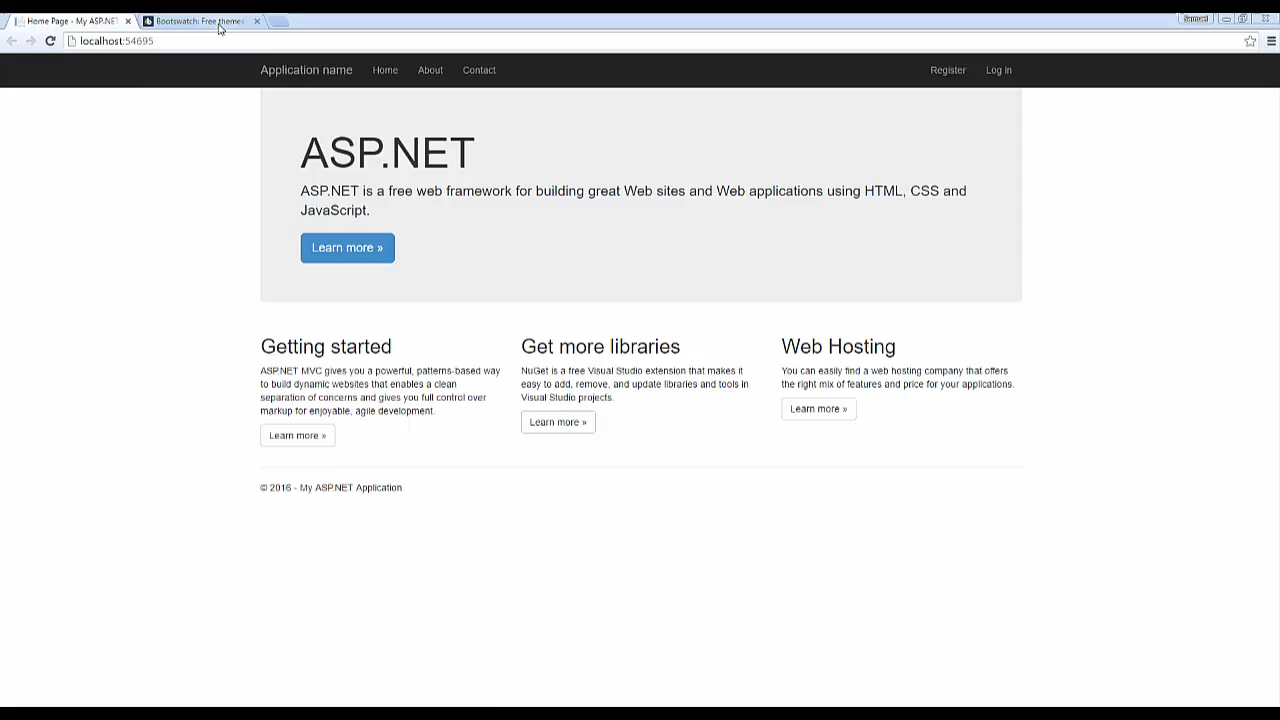 Home Page - My ASP.NET
Bootswatch: Free themes
Samuel
localhost:54695
Application name Home About Contact Register Log in
ASP.NET
ASP.NET is a free web framework for building great Web sites and Web applications using HTML, CSS and
JavaScript.
Learn more »
Getting started
ASP.NET MVC gives you a powerful, patterns-based way
to build dynamic websites that enables a clean
separation of concerns and gives you full control over
markup for enjoyable, agile development.
Learn more »
Get more libraries
NuGet is a free Visual Studio extension that makes it
easy to add, remove, and update libraries and tools in
Visual Studio projects.
Learn more »
Web Hosting
You can easily find a web hosting company that offers
the right mix of features and price for your applications.
Learn more »
© 2016 - My ASP.NET Application